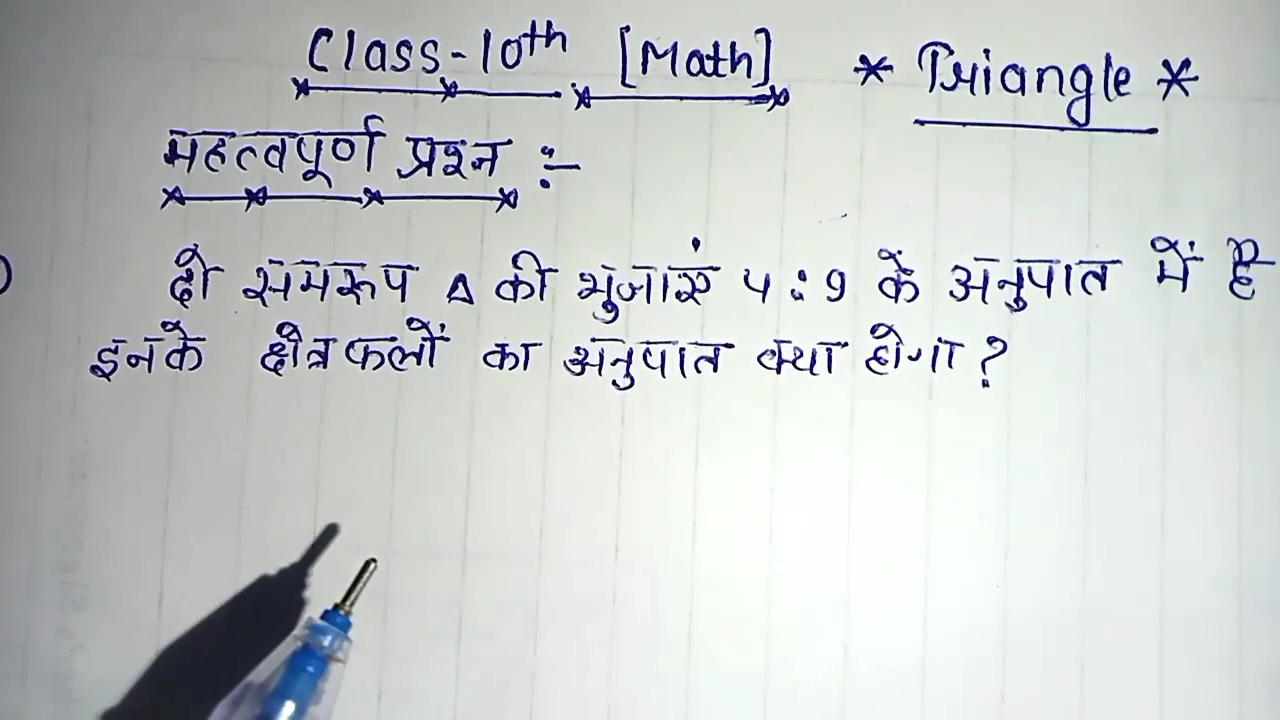 Class-10th [Math] * Triangle *
महत्वपूर्ण प्रश्न :-
दो समरूप Δ की भुजाएं 4 : 9 के अनुपात में है
इनके क्षेत्रफलों का अनुपात क्या होगा ?